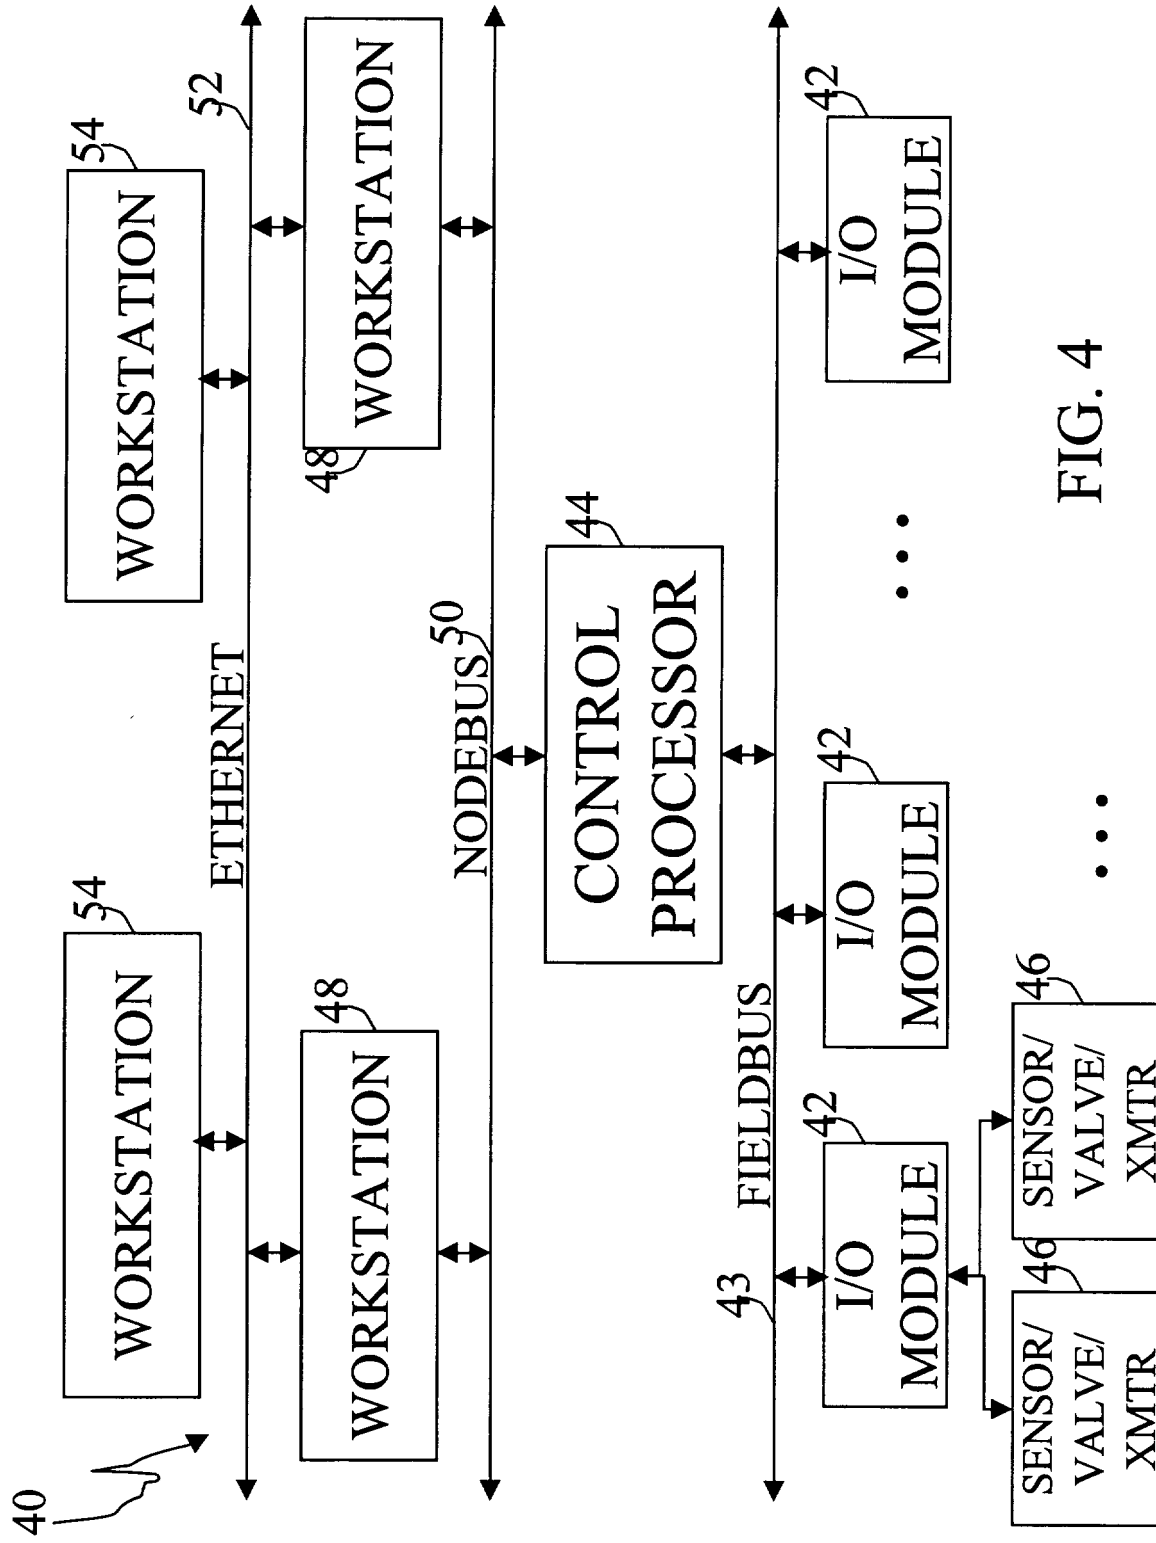 40
54
WORKSTATION
54
WORKSTATION
ETHERNET
52
48
WORKSTATION
48
WORKSTATION
NODEBUS
50
44
CONTROL
PROCESSOR
43
FIELDBUS
42
I/O
MODULE
42
I/O
MODULE
42
I/O
MODULE
46
SENSOR/
VALVE/
XMTR
46
SENSOR/
VALVE/
XMTR
FIG. 4